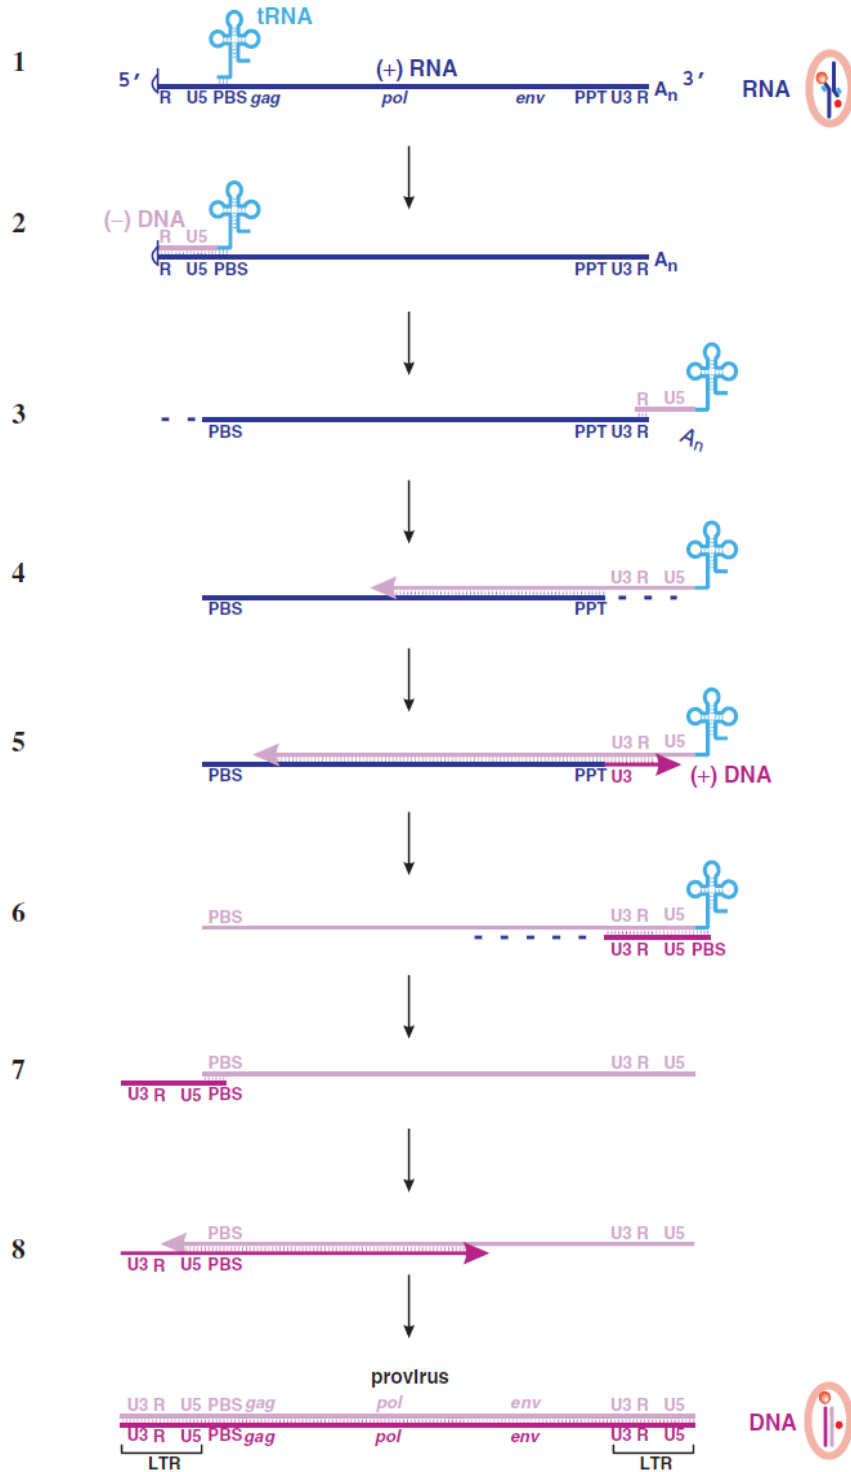 tRNA
1
5′ (+) RNA 3′
R U5 PBS gag pol env PPT U3 R An RNA
2
(−) DNA
R U5
R U5 PBS PPT U3 R An
3
R U5
PBS PPT U3 R An
4
U3 R U5
PBS PPT
5
U3 R U5
PBS PPT U3 (+) DNA
6
PBS U3 R U5
U3 R U5 PBS
7
PBS U3 R U5
U3 R U5 PBS
8
PBS U3 R U5
U3 R U5 PBS
provirus
U3 R U5 PBS gag pol env U3 R U5
DNA
U3 R U5 PBS gag pol env U3 R U5
LTR LTR